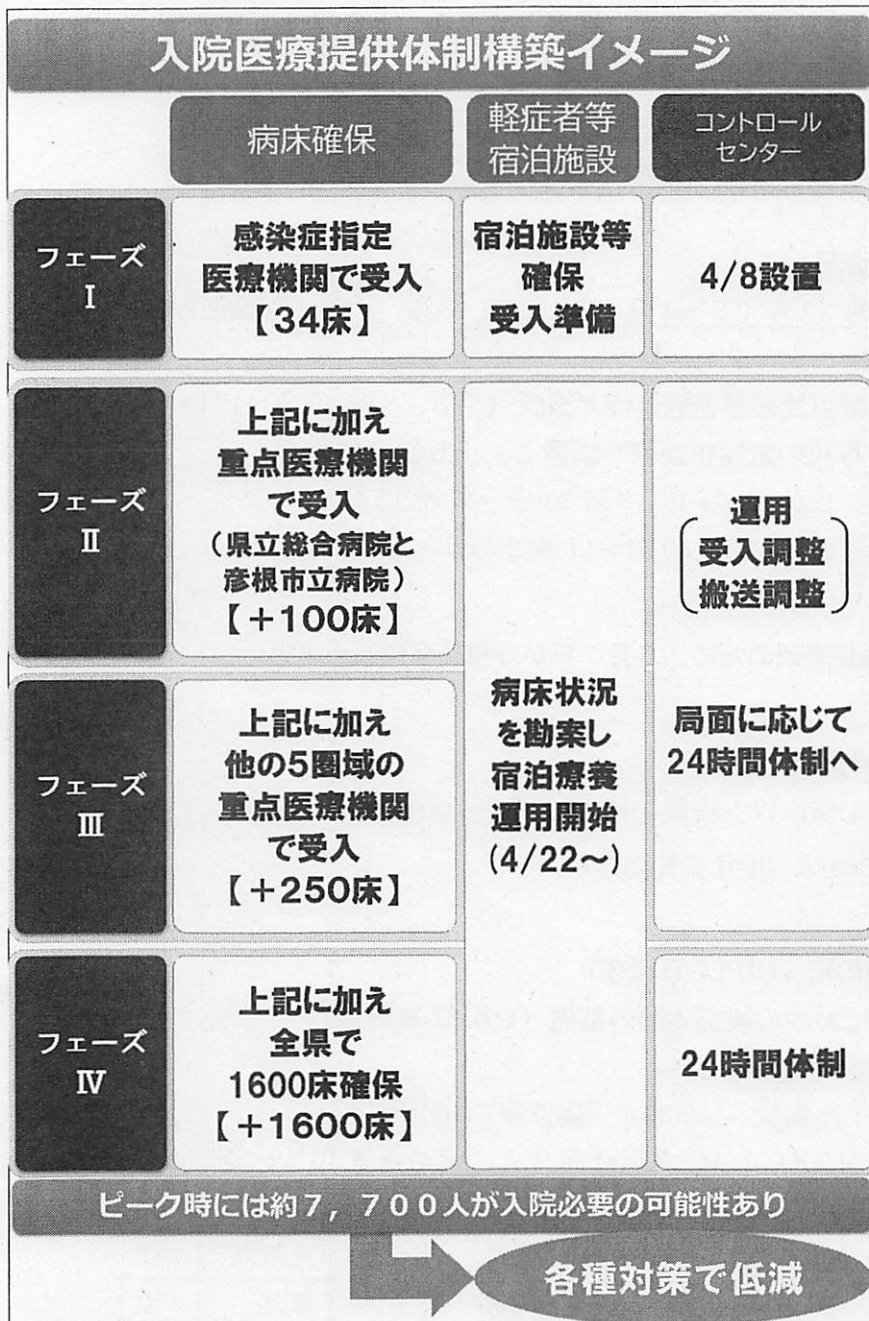 入院医療提供体制構築イメージ
病床確保
軽症者等
宿泊施設
コントロール
センター
フェーズ
Ⅰ
感染症指定
医療機関で受入
【34床】
宿泊施設等
確保
受入準備
4/8設置
フェーズ
Ⅱ
上記に加え
重点医療機関
で受入
(県立総合病院と
彦根市立病院)
【+100床】
運用
受入調整
搬送調整
フェーズ
Ⅲ
上記に加え
他の5圏域の
重点医療機関
で受入
【+250床】
病床状況
を勘案し
宿泊療養
運用開始
(4/22~)
局面に応じて
24時間体制へ
フェーズ
Ⅳ
上記に加え
全県で
1600床確保
【+1600床】
24時間体制
ピーク時には約7,700人が入院必要の可能性あり
各種対策で低減